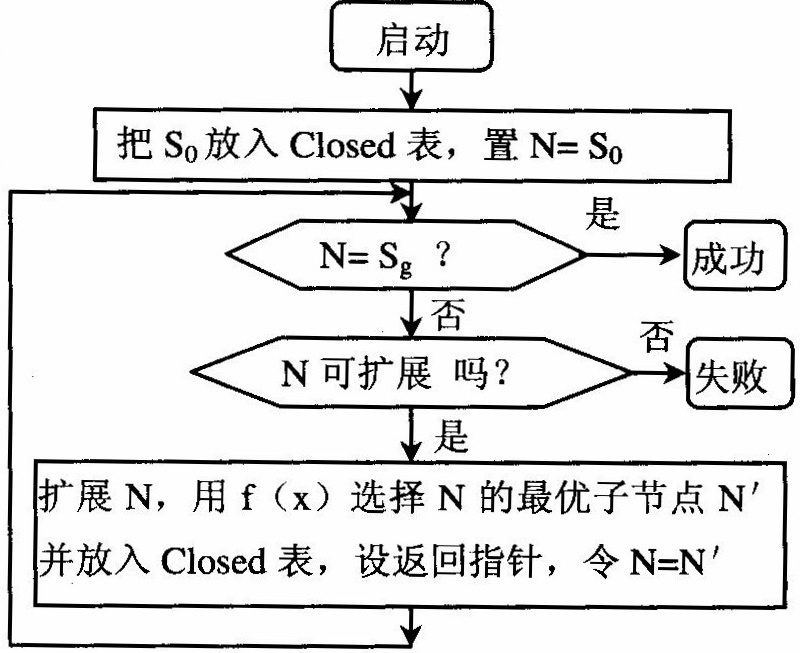 启动
把 S₀ 放入 Closed 表，置 N= S₀
N= Sg ？
是
成功
否
N 可扩展 吗？
否
失败
是
扩展 N，用 f（x）选择 N 的最优子节点 N′
并放入 Closed 表，设返回指针，令 N=N′